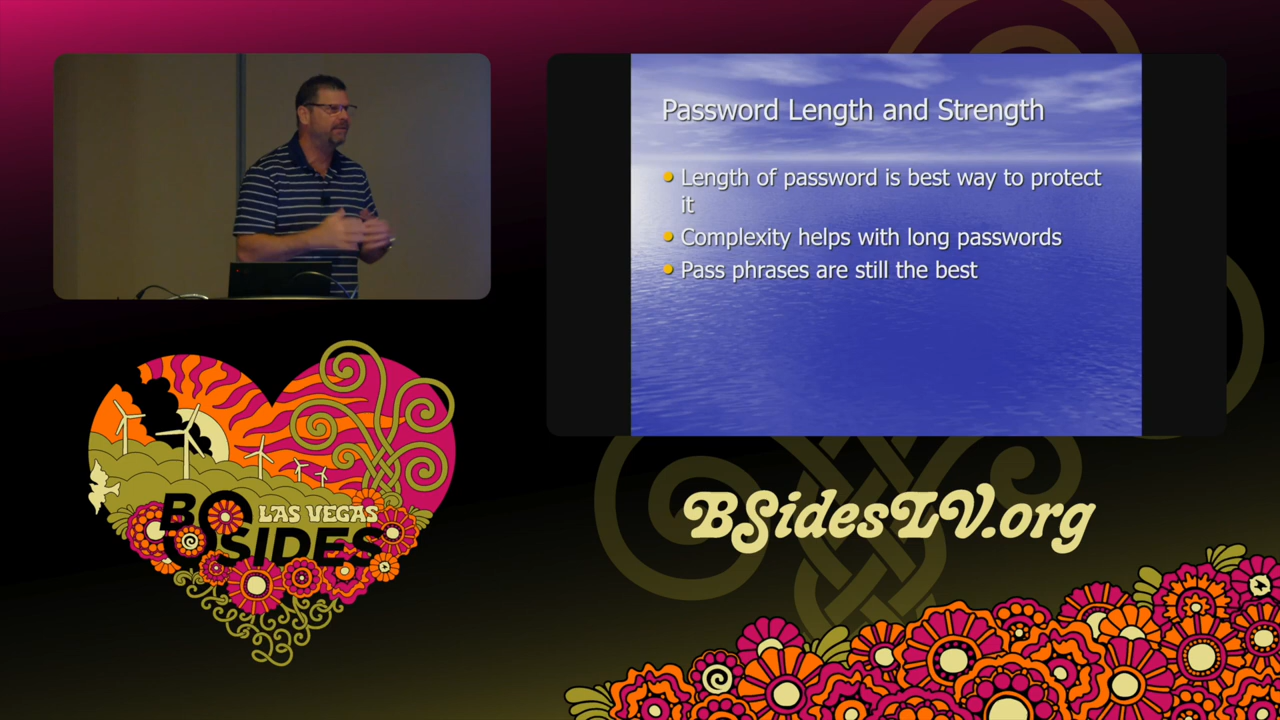 Password Length and Strength
Length of password is best way to protect
it
Complexity helps with long passwords
Pass phrases are still the best
LAS VEGAS
BSIDES
BSidesLV.org